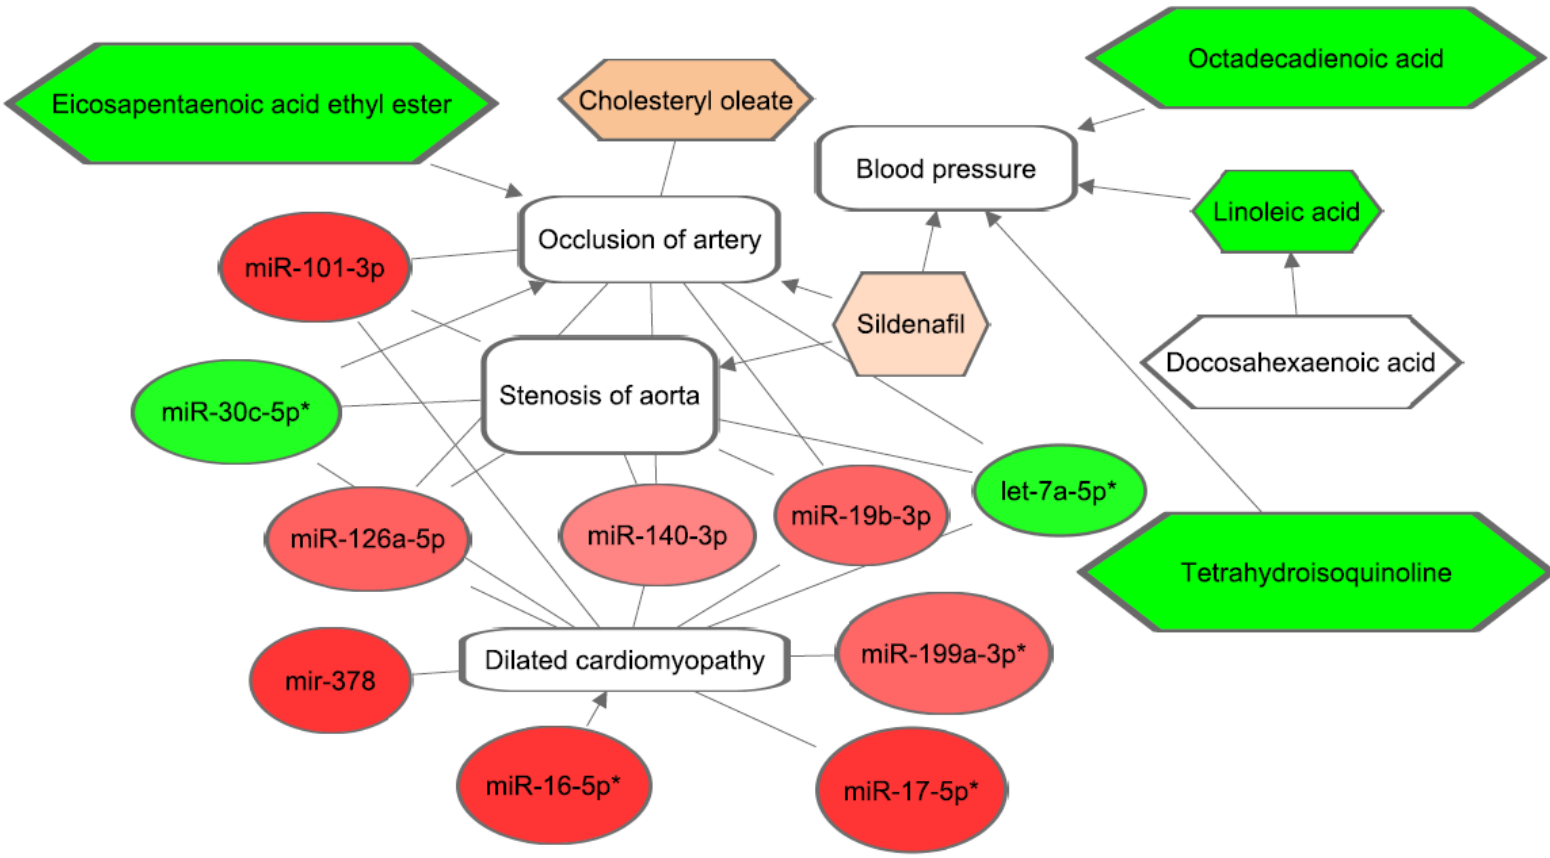 Octadecadienoic acid
Eicosapentaenoic acid ethyl ester
Cholesteryl oleate
Blood pressure
Linoleic acid
Occlusion of artery
miR-101-3p
Sildenafil
Docosahexaenoic acid
Stenosis of aorta
miR-30c-5p*
let-7a-5p*
miR-19b-3p
miR-126a-5p
miR-140-3p
Tetrahydroisoquinoline
miR-199a-3p*
Dilated cardiomyopathy
mir-378
miR-16-5p*
miR-17-5p*